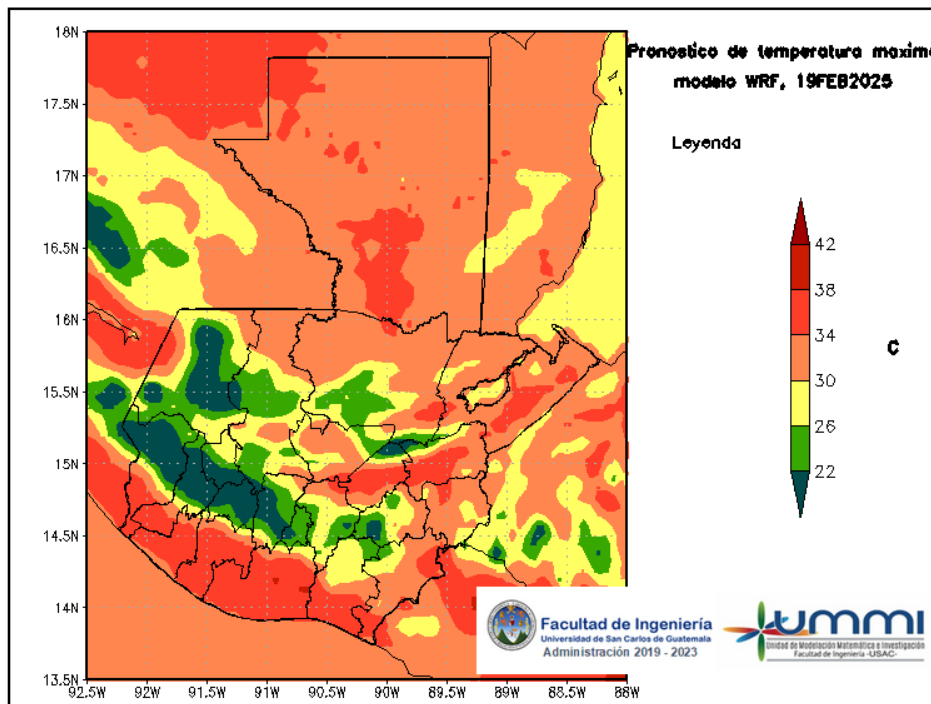 Pronostico de temperatura maxima
modelo WRF, 19FEB2025
Leyenda
18N
17.5N
17N
16.5N
16N
15.5N
15N
14.5N
14N
13.5N
92.5W
92W
91.5W
91W
90.5W
90W
89.5W
89W
88.5W
88W
42
38
34
30
26
22
C
Facultad de Ingeniería
Universidad de San Carlos de Guatemala
Administración 2019 - 2023
UMMI
Unidad de Modelación Matemática e Investigación
Facultad de Ingeniería -USAC-